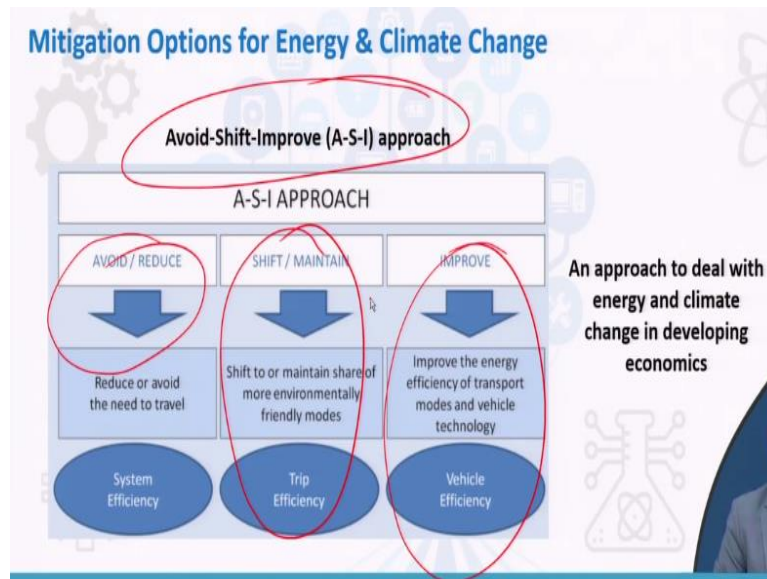 Mitigation Options for Energy & Climate Change
Avoid-Shift-Improve (A-S-I) approach
A-S-I APPROACH
AVOID / REDUCE
SHIFT / MAINTAIN
IMPROVE
Reduce or avoid
the need to travel
Shift to or maintain share of
more environmentally
friendly modes
Improve the energy
efficiency of transport
modes and vehicle
technology
System
Efficiency
Trip
Efficiency
Vehicle
Efficiency
An approach to deal with
energy and climate
change in developing
economics